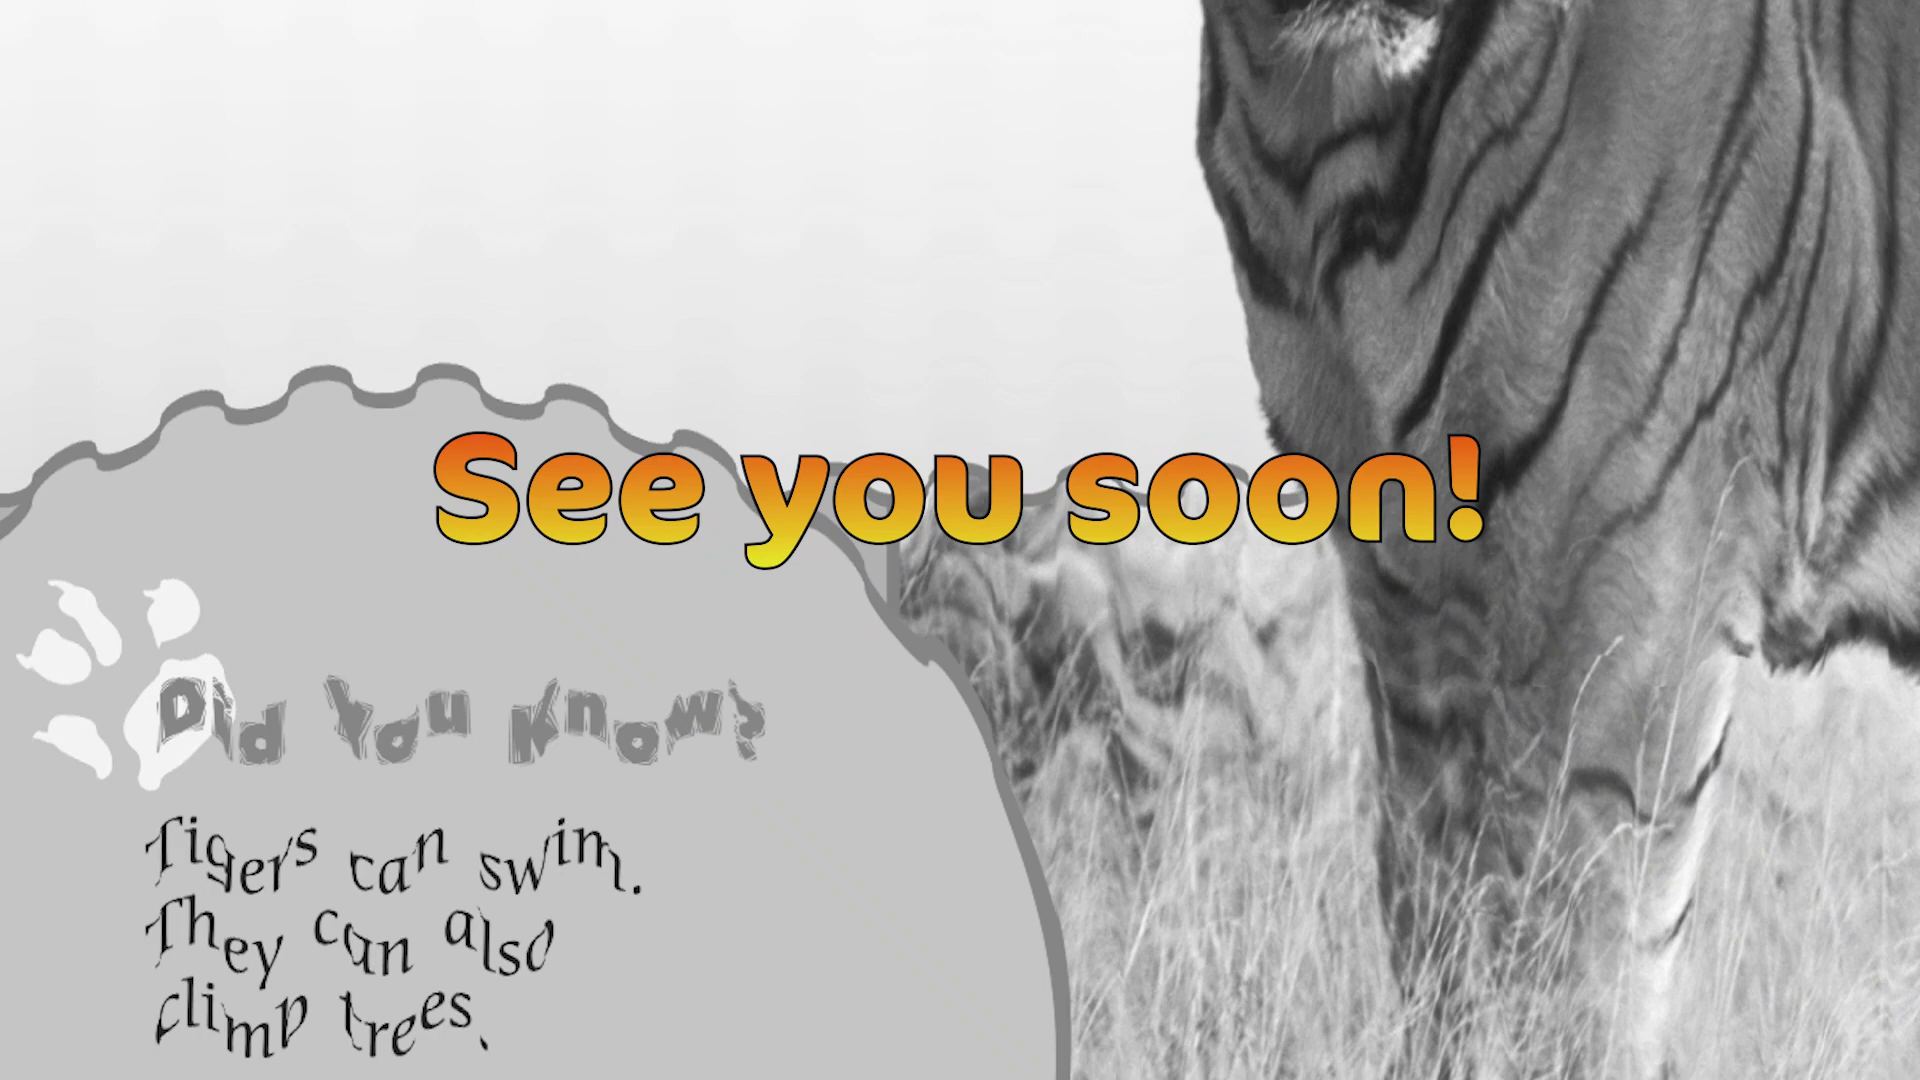 See you soon!
Did You Know?
Tigers can swim.
They can also
climb trees.